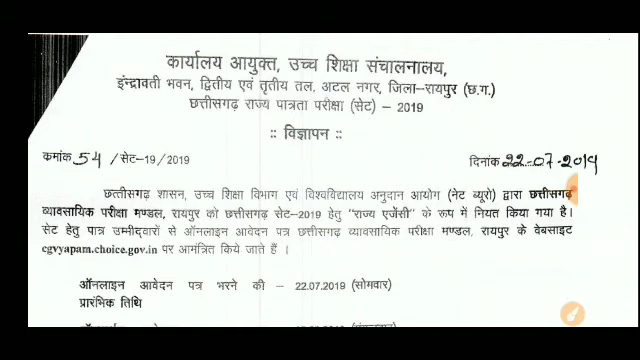 कार्यालय आयुक्त, उच्च शिक्षा संचालनालय,
इंद्रावती भवन, द्वितीय एवं तृतीय तल, अटल नगर, जिला–रायपुर (छ.ग.)
छत्तीसगढ़ राज्य पात्रता परीक्षा (सेट) – 2019
:: विज्ञापन ::
कमांक 54 / सेट–19 / 2019 दिनांक 22-07-2019
छत्तीसगढ़ शासन, उच्च शिक्षा विभाग एवं विश्वविद्यालय अनुदान आयोग (नेट ब्यूरो) द्वारा छत्तीसगढ़
व्यावसायिक परीक्षा मण्डल, रायपुर को छत्तीसगढ़ सेट–2019 हेतु "राज्य एजेंसी" के रूप में नियत किया गया है।
सेट हेतु पात्र उम्मीद्वारों से ऑनलाइन आवेदन पत्र छत्तीसगढ़ व्यावसायिक परीक्षा मण्डल, रायपुर के वेबसाइट
cgvyapam.choice.gov.in पर आमंत्रित किये जाते हैं ।
ऑनलाइन आवेदन पत्र भरने की – 22.07.2019 (सोमवार)
प्रारंभिक तिथि